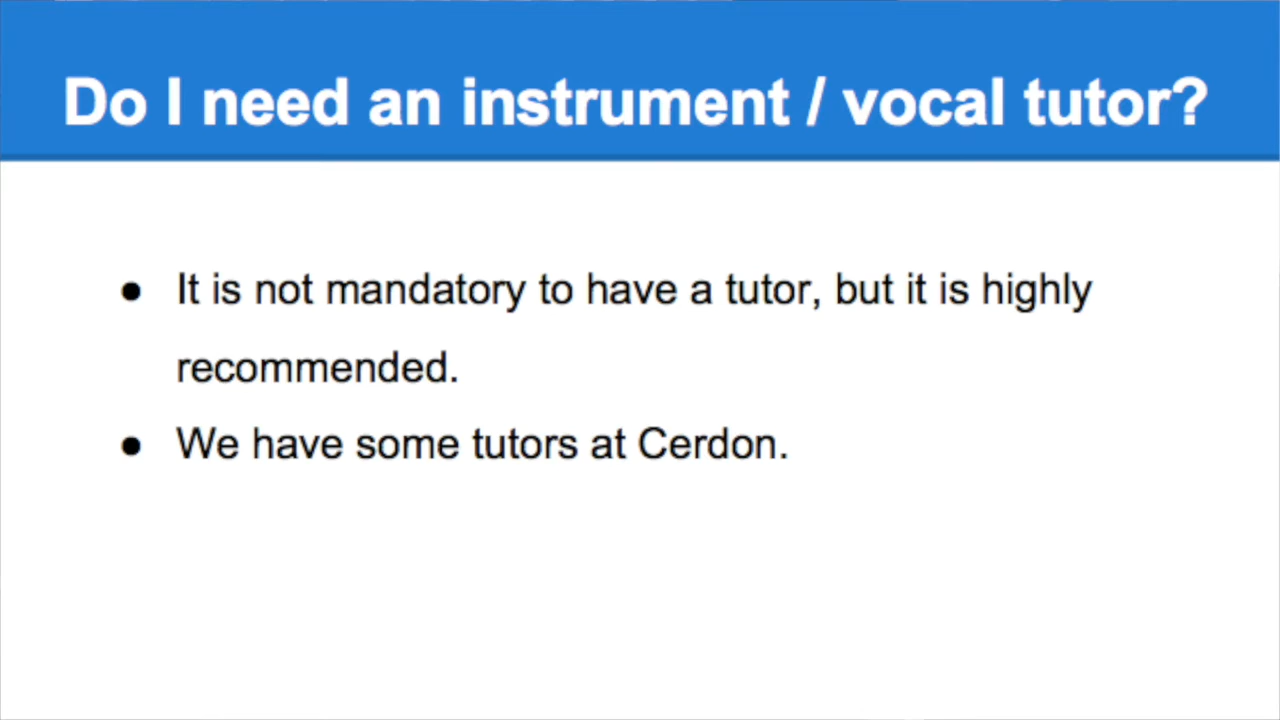 Do I need an instrument / vocal tutor?
● It is not mandatory to have a tutor, but it is highly
recommended.
● We have some tutors at Cerdon.